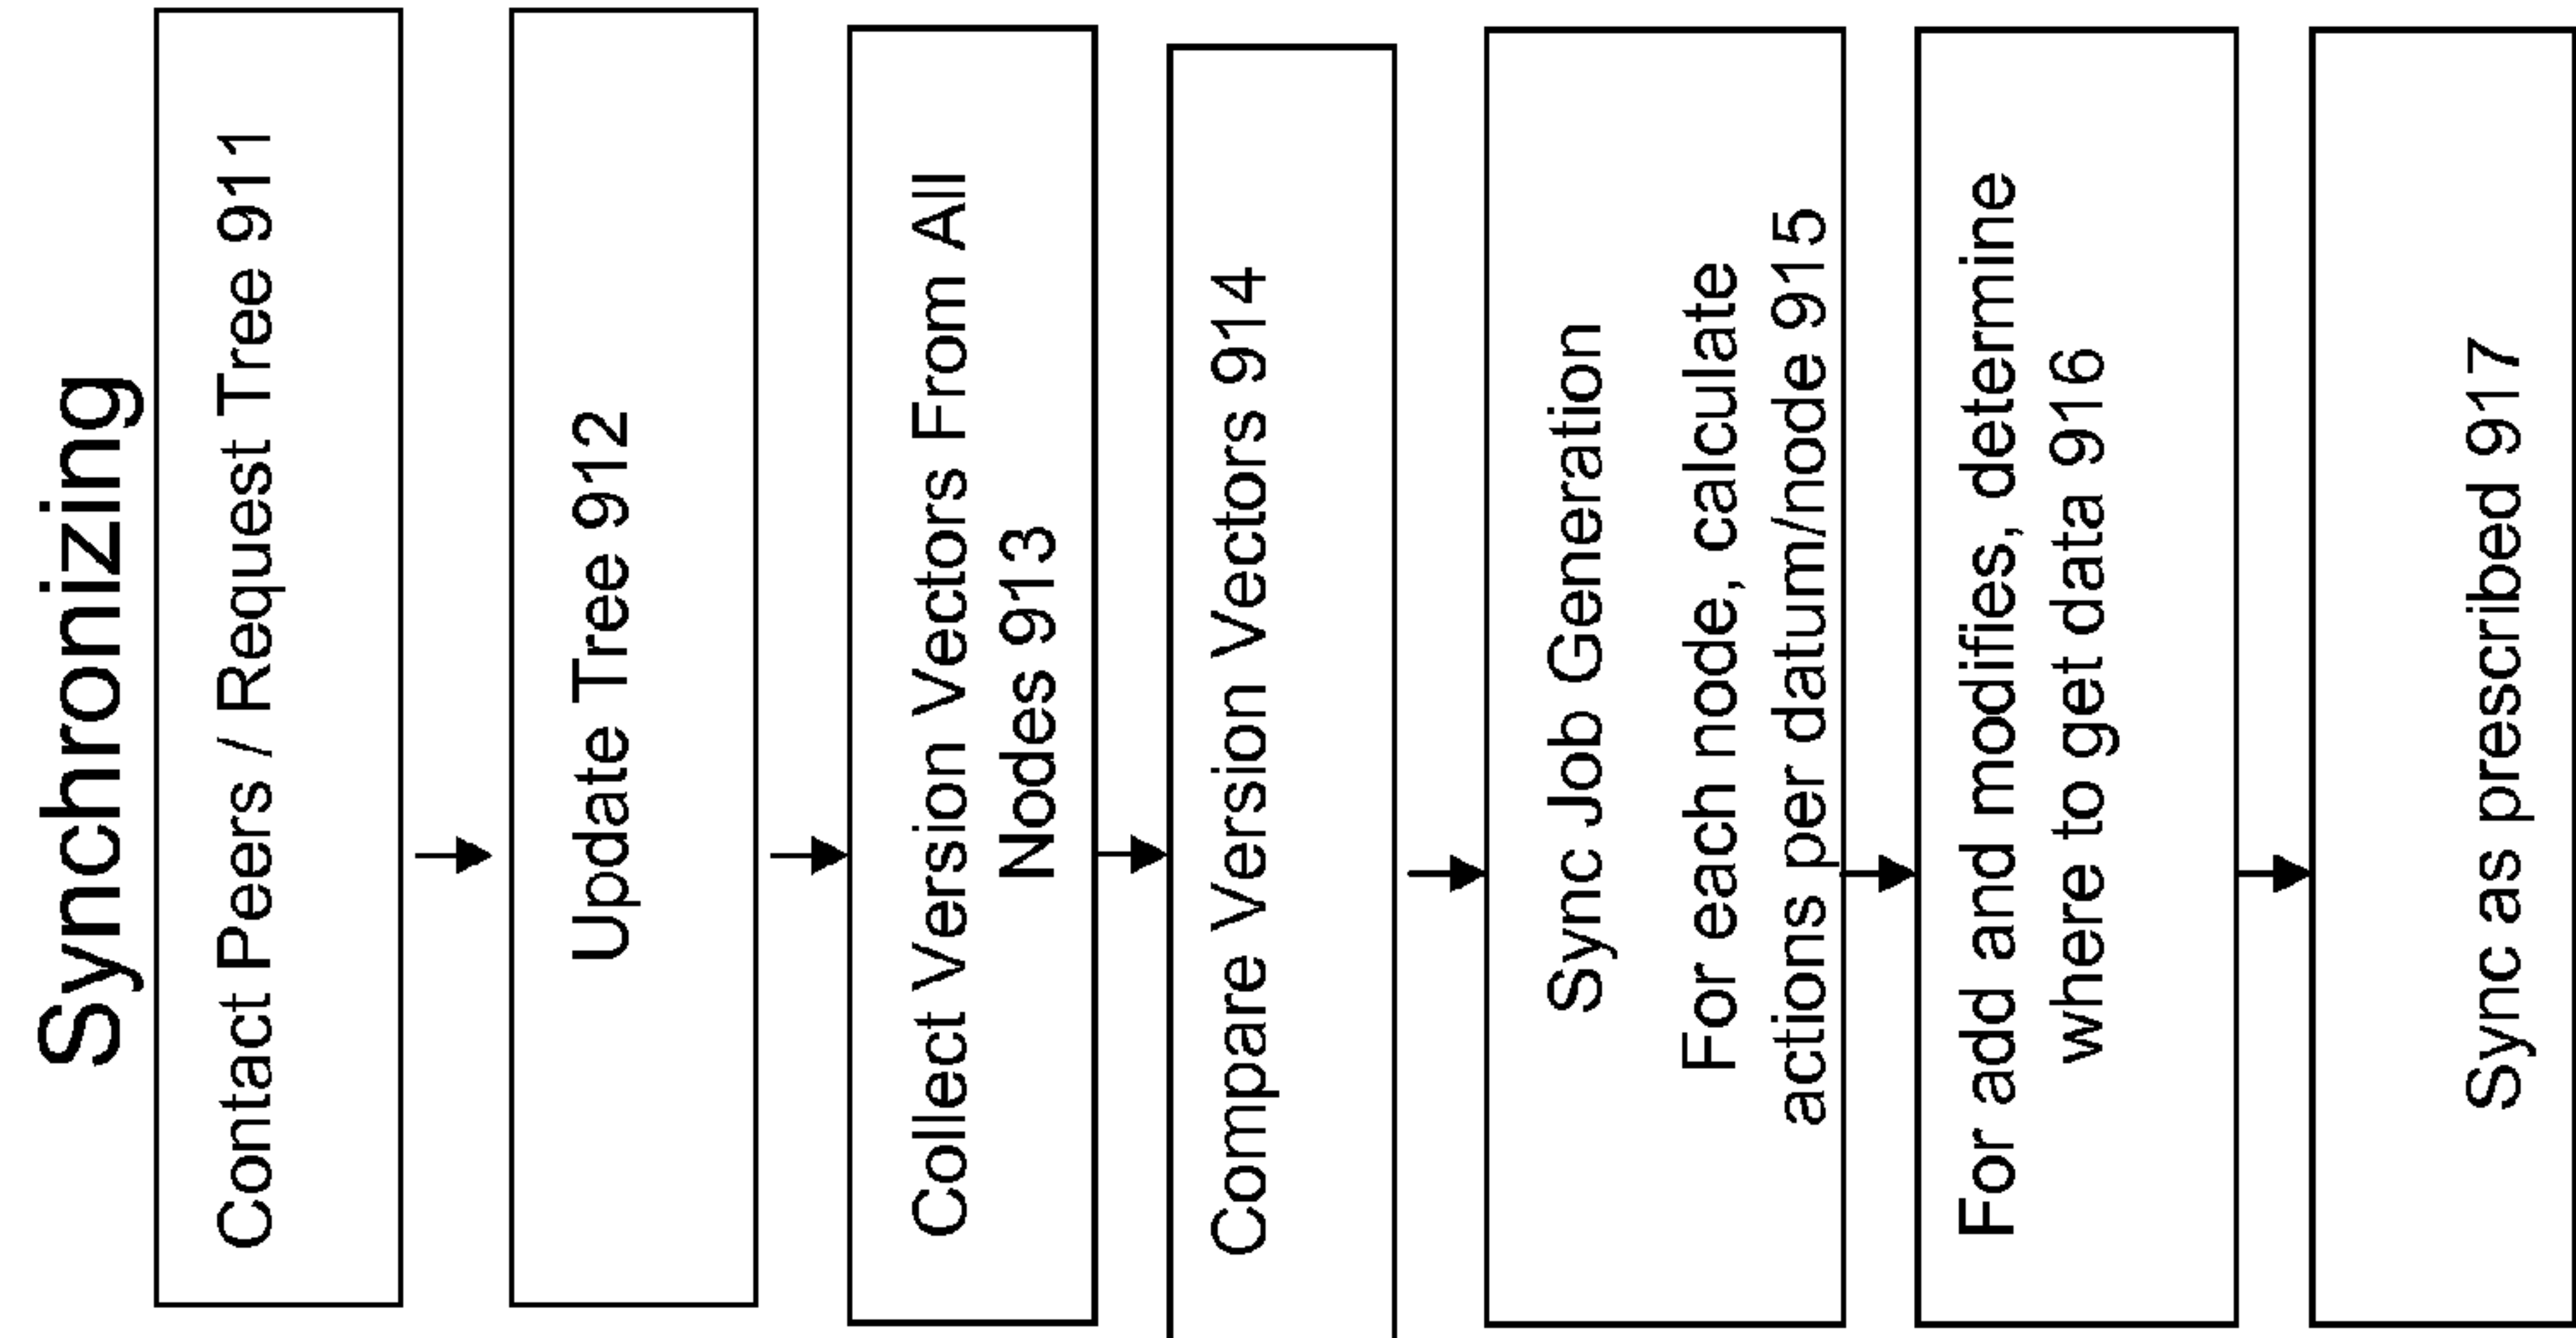 Synchronizing
Contact Peers / Request Tree 911
Update Tree 912
Collect Version Vectors From All
Nodes 913
Compare Version Vectors 914
Sync Job Generation
For each node, calculate
actions per datum/node 915
For add and modifies, determine
where to get data 916
Sync as prescribed 917